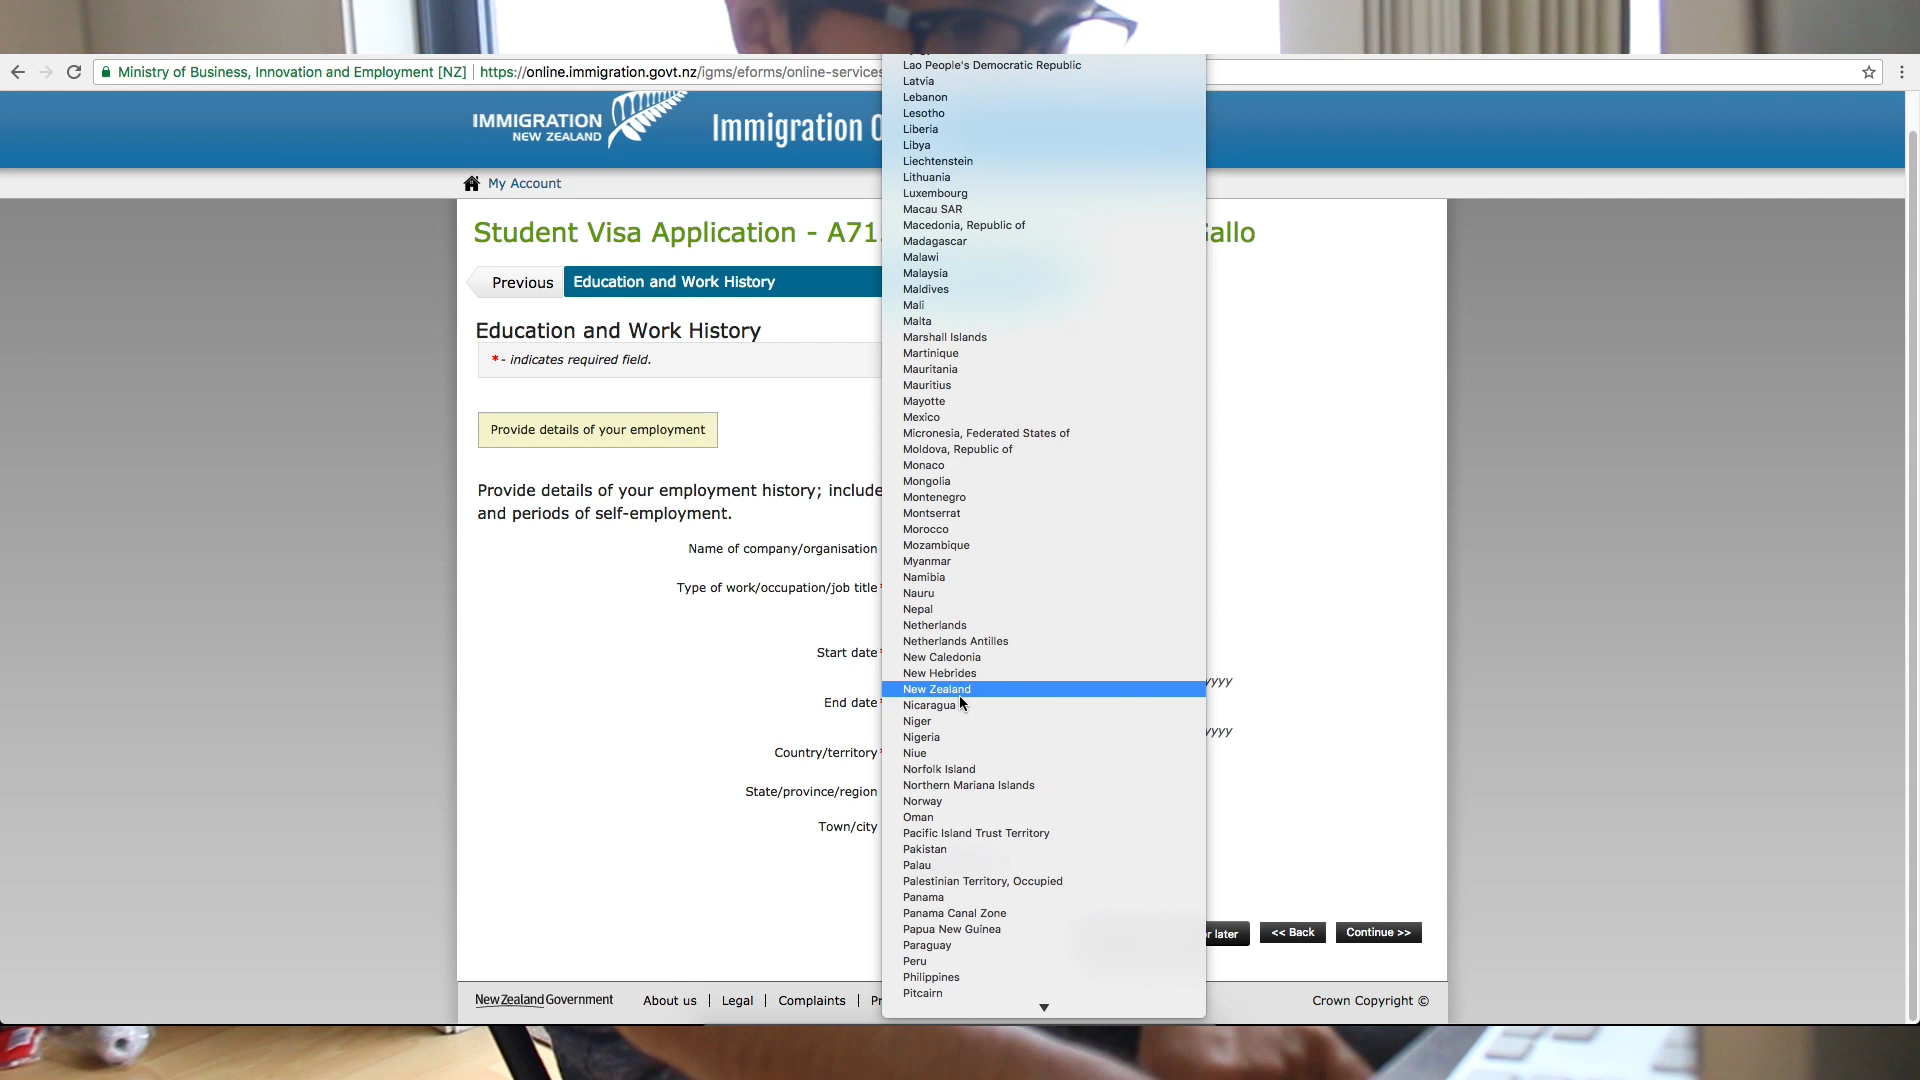 Ministry of Business, Innovation and Employment [NZ] https://online.immigration.govt.nz/igms/eforms/online-services
IMMIGRATION
NEW ZEALAND
Immigration
My Account
Student Visa Application - A71
allo
Previous
Education and Work History
Education and Work History
*- indicates required field.
Provide details of your employment
Provide details of your employment history; include
and periods of self-employment.
Name of company/organisation
Type of work/occupation/job title*
Start date*
yyyy
End date*
yyyy
Country/territory*
State/province/region
Town/city
Lao People's Democratic Republic
Latvia
Lebanon
Lesotho
Liberia
Libya
Liechtenstein
Lithuania
Luxembourg
Macau SAR
Macedonia, Republic of
Madagascar
Malawi
Malaysia
Maldives
Mali
Malta
Marshall Islands
Martinique
Mauritania
Mauritius
Mayotte
Mexico
Micronesia, Federated States of
Moldova, Republic of
Monaco
Mongolia
Montenegro
Montserrat
Morocco
Mozambique
Myanmar
Namibia
Nauru
Nepal
Netherlands
Netherlands Antilles
New Caledonia
New Hebrides
New Zealand
Nicaragua
Niger
Nigeria
Niue
Norfolk Island
Northern Mariana Islands
Norway
Oman
Pacific Island Trust Territory
Pakistan
Palau
Palestinian Territory, Occupied
Panama
Panama Canal Zone
Papua New Guinea
Paraguay
Peru
Philippines
Pitcairn
later
<< Back
Continue >>
New Zealand Government
About us | Legal | Complaints |
Crown Copyright ©